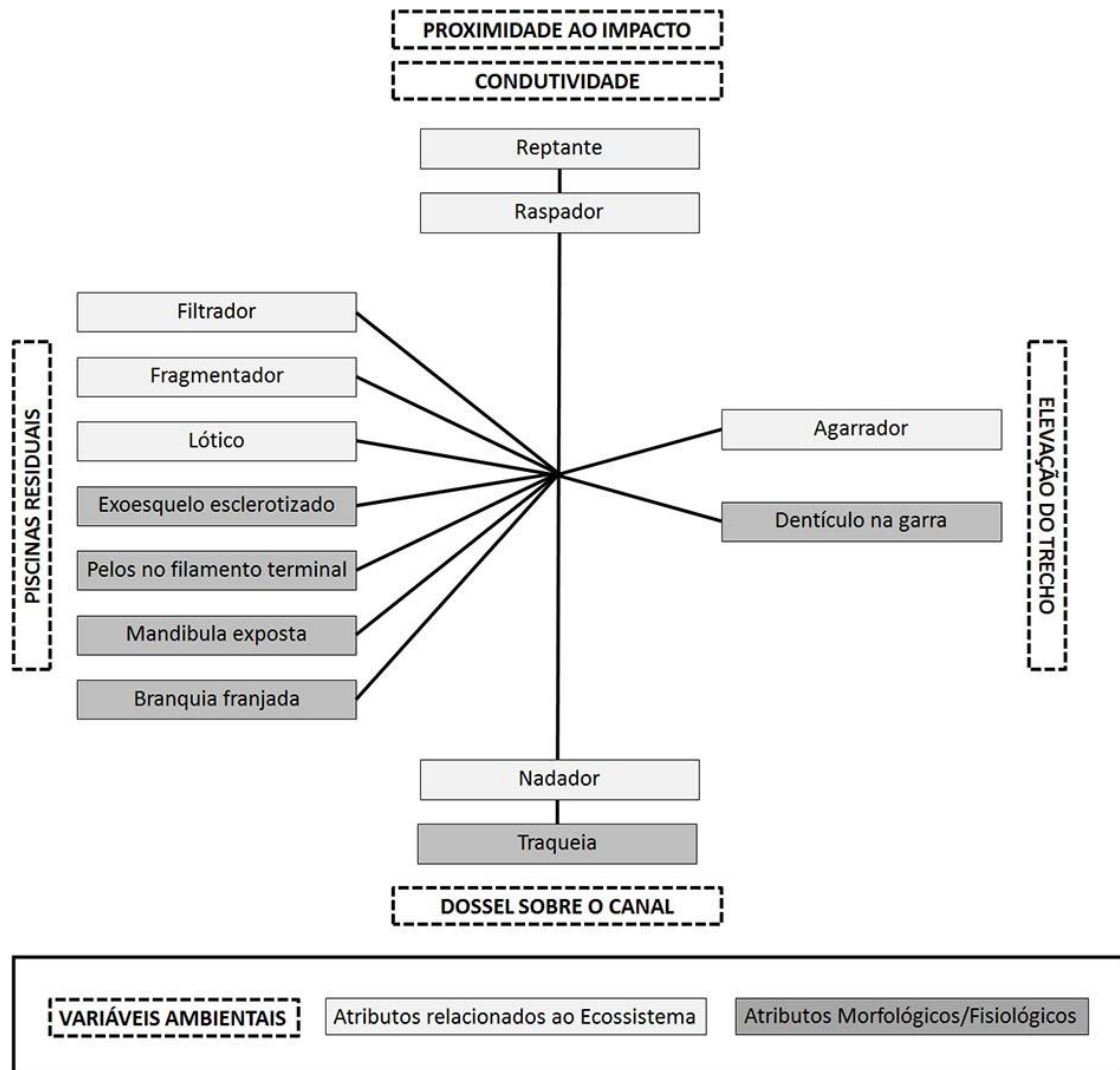 PROXIMIDADE AO IMPACTO
CONDUTIVIDADE
Reptante
Raspador
PISCINAS RESIDUAIS
Filtrador
Fragmentador
Lótico
Exoesquelo esclerotizado
Pelos no filamento terminal
Mandibula exposta
Branquia franjada
Agarrador
Dentículo na garra
ELEVAÇÃO DO TRECHO
Nadador
Traqueia
DOSSEL SOBRE O CANAL
VARIÁVEIS AMBIENTAIS
Atributos relacionados ao Ecossistema
Atributos Morfológicos/Fisiológicos